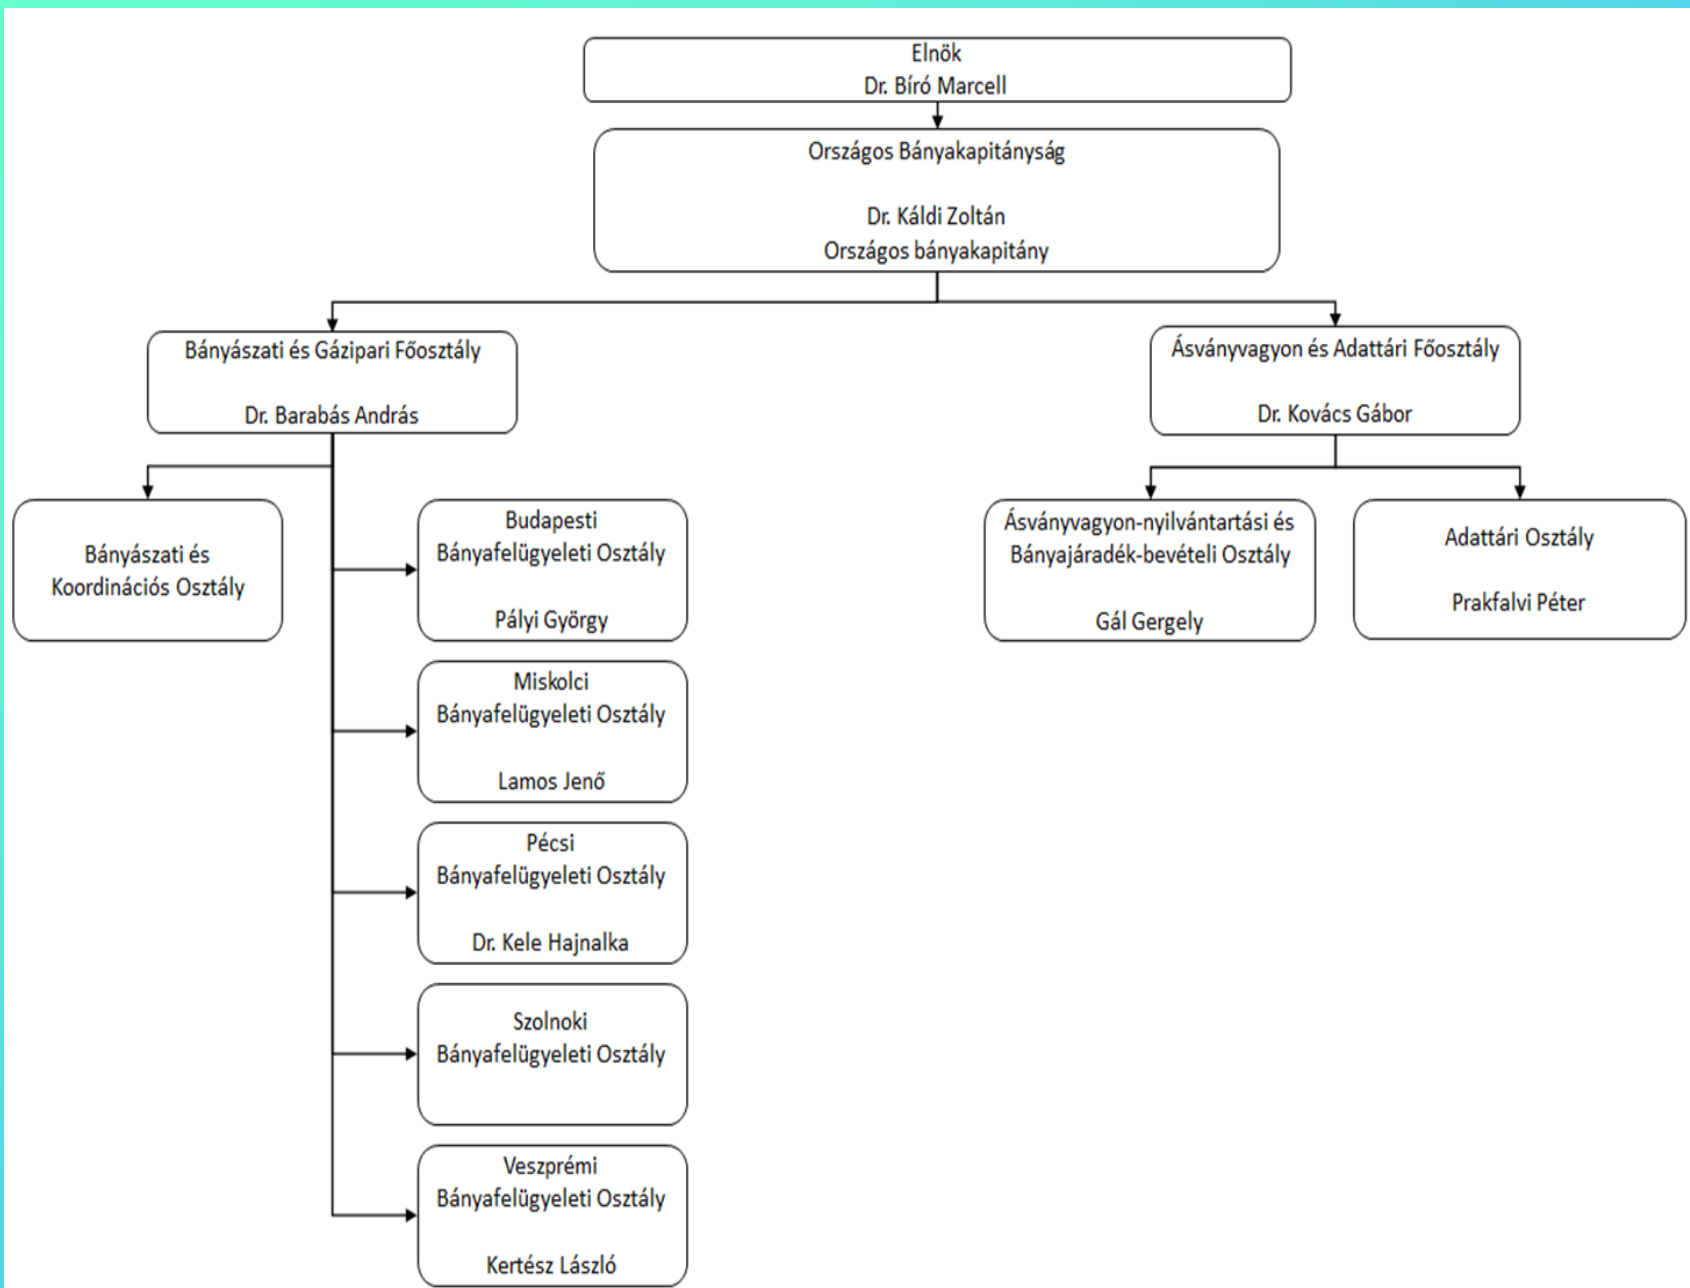 Elnök
Dr. Bíró Marcell
Országos Bányakapitányság
Dr. Káldi Zoltán
Országos bányakapitány
Bányászati és Gázipari Főosztály
Dr. Barabás András
Ásványvagyon és Adattári Főosztály
Dr. Kovács Gábor
Bányászati és
Koordinációs Osztály
Budapesti
Bányafelügyeleti Osztály
Pályi György
Miskolci
Bányafelügyeleti Osztály
Lamos Jenő
Pécsi
Bányafelügyeleti Osztály
Dr. Kele Hajnalka
Szolnoki
Bányafelügyeleti Osztály
Veszprémi
Bányafelügyeleti Osztály
Kertész László
Ásványvagyon-nyilvántartási és
Bányajáradék-bevételi Osztály
Gál Gergely
Adattári Osztály
Prakfalvi Péter